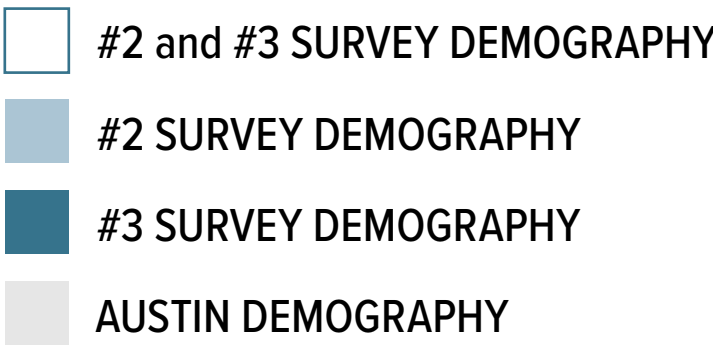 #2 and #3 SURVEY DEMOGRAPHY
#2 SURVEY DEMOGRAPHY
#3 SURVEY DEMOGRAPHY
AUSTIN DEMOGRAPHY